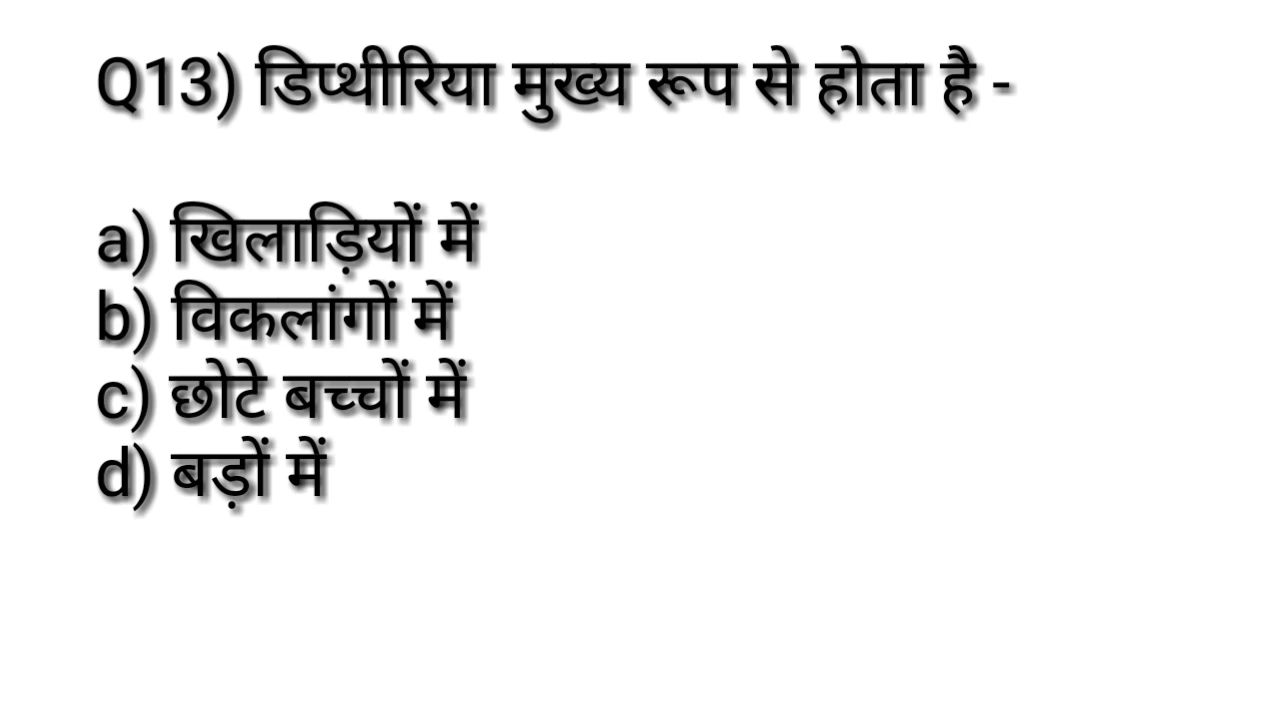 Q13) डिप्थीरिया मुख्य रूप से होता है -
a) खिलाड़ियों में
b) विकलांगों में
c) छोटे बच्चों में
d) बड़ों में